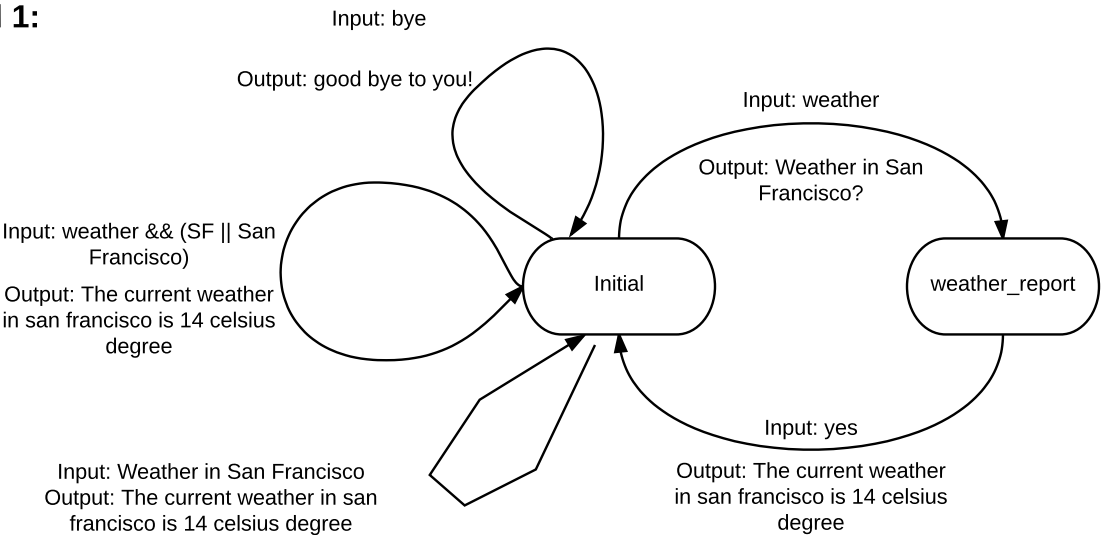 1:
Input: bye
Output: good bye to you!
Input: weather
Output: Weather in San
Francisco?
Input: weather && (SF || San
Francisco)
Output: The current weather
in san francisco is 14 celsius
degree
Initial
weather_report
Input: yes
Output: The current weather
in san francisco is 14 celsius
degree
Input: Weather in San Francisco
Output: The current weather in san
francisco is 14 celsius degree